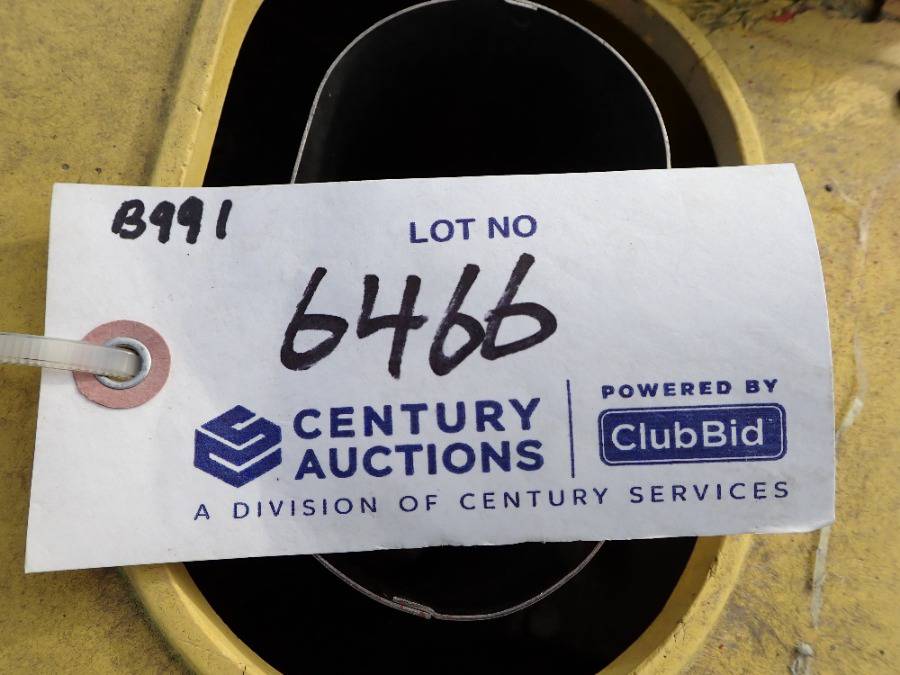 B991
LOT NO
6466
CENTURY AUCTIONS
POWERED BY
ClubBid
A DIVISION OF CENTURY SERVICES